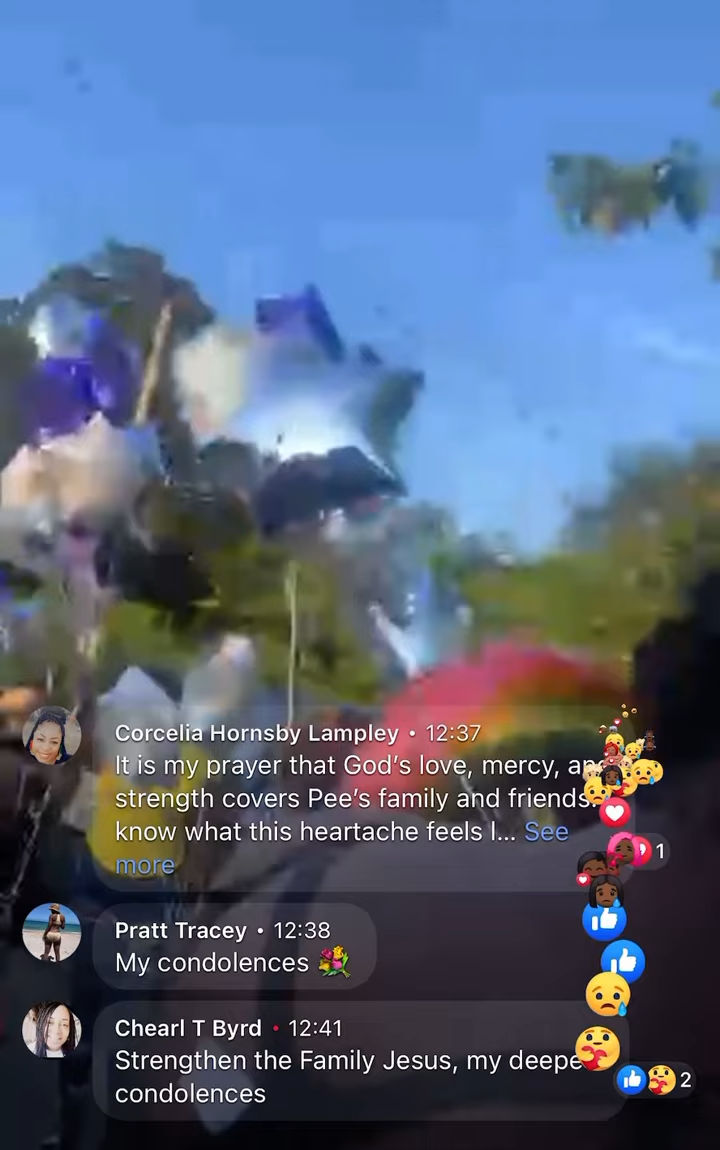 Corcelia Hornsby Lampley • 12:37
It is my prayer that God's love, mercy, and
strength covers Pee's family and friends.
know what this heartache feels l... See
more
1
Pratt Tracey • 12:38
My condolences 💐
Chearl T Byrd • 12:41
Strengthen the Family Jesus, my deepe
condolences
2